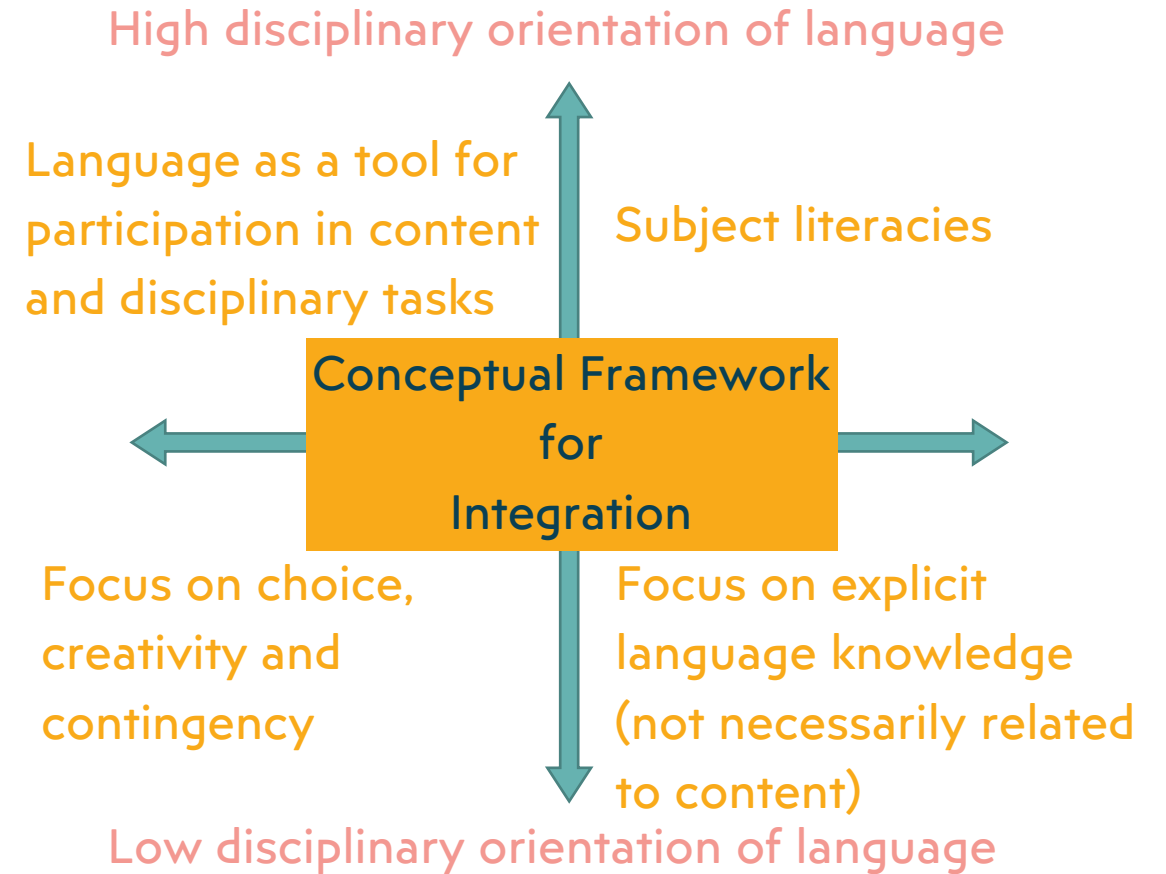 High disciplinary orientation of language
Language as a tool for
participation in content
and disciplinary tasks
Subject literacies
Conceptual Framework
for
Integration
Focus on choice,
creativity and
contingency
Focus on explicit
language knowledge
(not necessarily related
to content)
Low disciplinary orientation of language